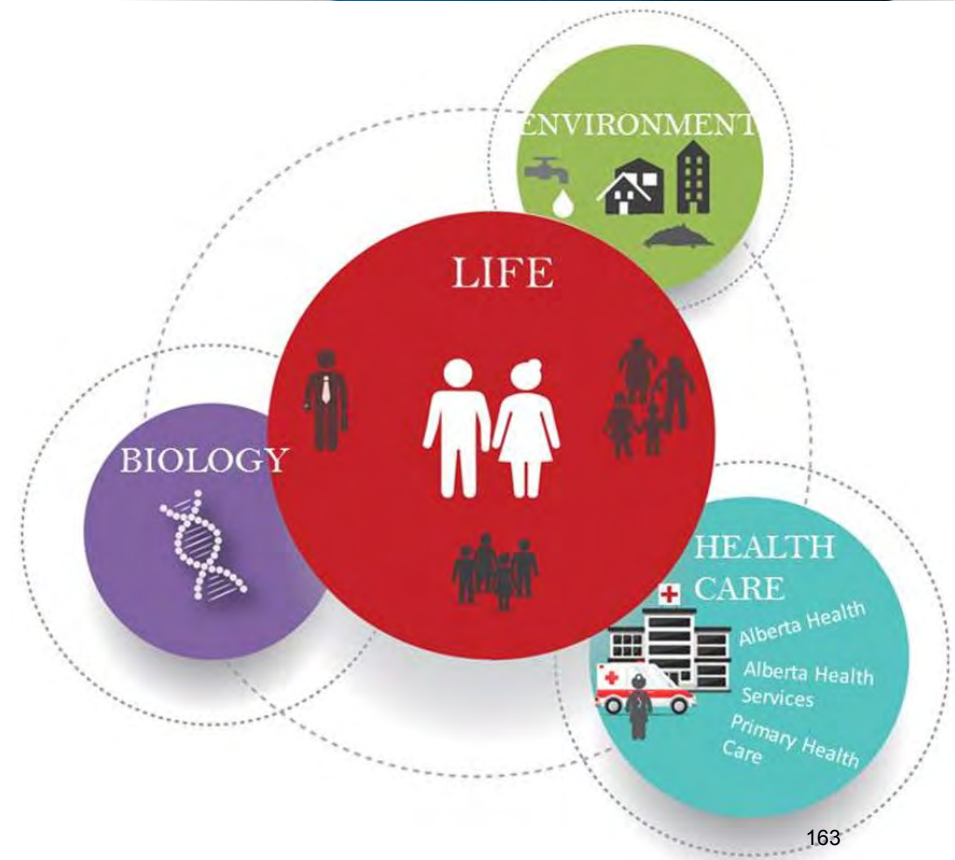 ENVIRONMENT
LIFE
BIOLOGY
HEALTH
CARE
Alberta Health
Alberta Health
Services
Primary Health
Care
163